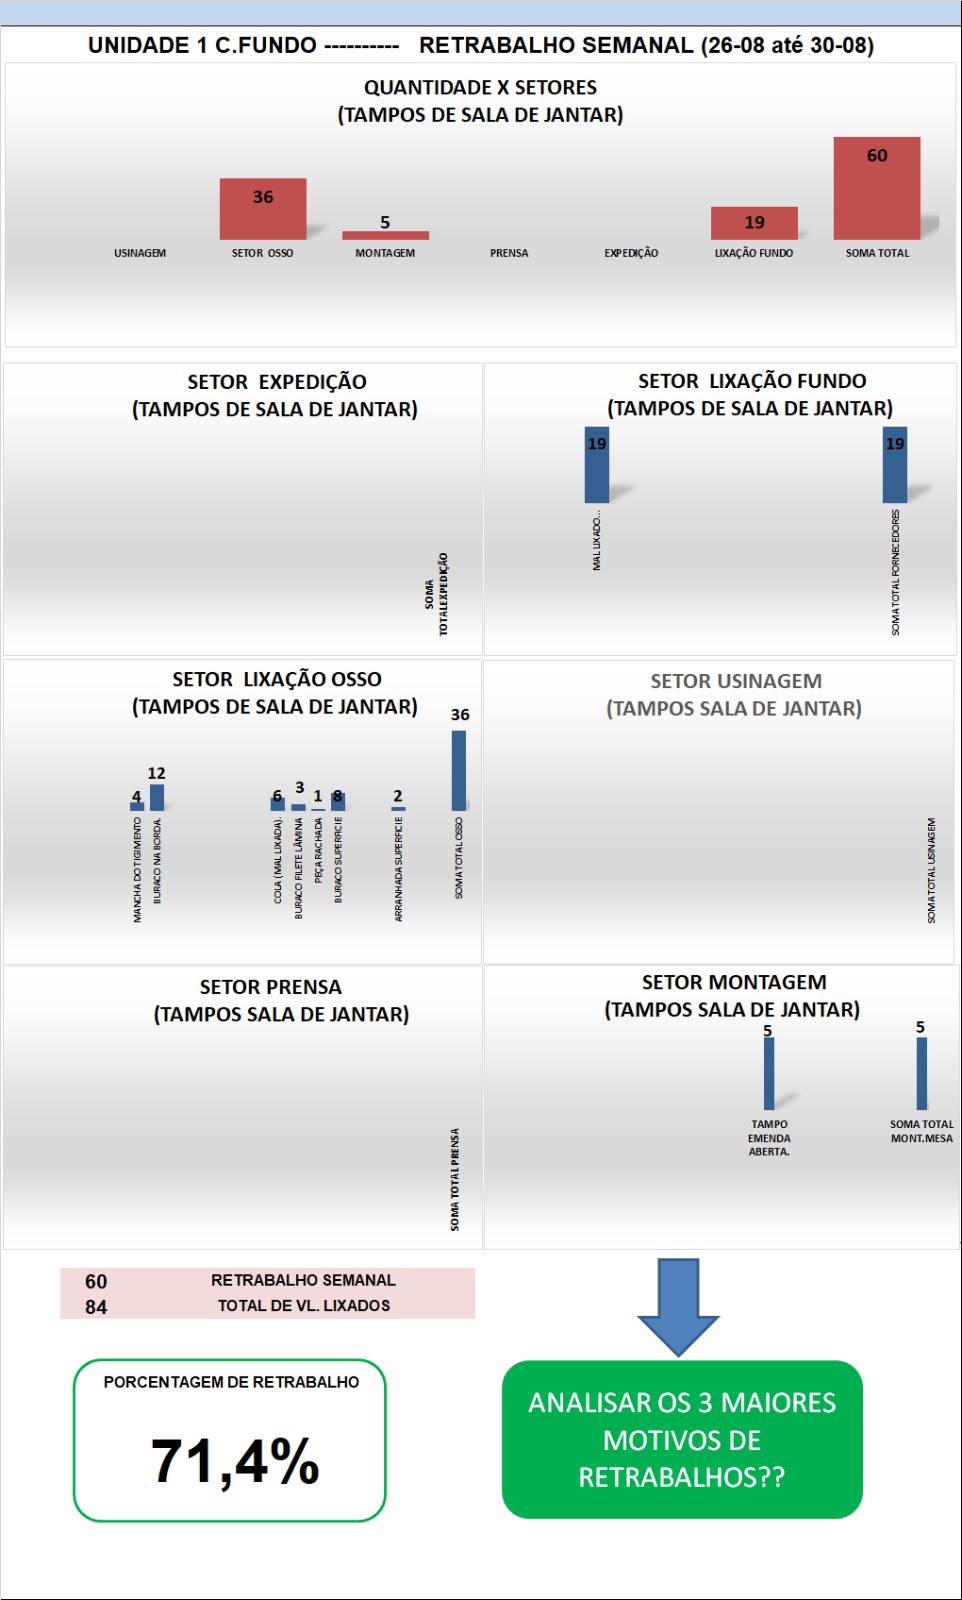 UNIDADE 1 C.FUNDO ---------- RETRABALHO SEMANAL (26-08 até 30-08)
QUANTIDADE X SETORES
(TAMPOS DE SALA DE JANTAR)
36
5
19
60
USINAGEM
SETOR OSSO
MONTAGEM
PRENSA
EXPEDIÇÃO
LIXAÇÃO FUNDO
SOMA TOTAL
SETOR EXPEDIÇÃO
(TAMPOS DE SALA DE JANTAR)
SOMA
TOTALEXPEDIÇÃO
SETOR LIXAÇÃO FUNDO
(TAMPOS DE SALA DE JANTAR)
19
19
MAL LIXADO...
SOMA TOTAL FORNECEDORES
SETOR LIXAÇÃO OSSO
(TAMPOS DE SALA DE JANTAR)
4
12
6
3
1
8
2
36
MANCHA DO TIGIMENTO
BURACO NA BORDA.
COLA (MAL LIXADA).
BURACO FILETE LÂMINA
PEÇA RACHADA
BURACO SUPERFICIE
ARRANHADA SUPERFICIE
SOMA TOTAL OSSO
SETOR USINAGEM
(TAMPOS SALA DE JANTAR)
SOMA TOTAL USINAGEM
SETOR PRENSA
(TAMPOS SALA DE JANTAR)
SOMA TOTAL PRENSA
SETOR MONTAGEM
(TAMPOS SALA DE JANTAR)
5
5
TAMPO
EMENDA
ABERTA.
SOMA TOTAL
MONT.MESA
60 RETRABALHO SEMANAL
84 TOTAL DE VL. LIXADOS
PORCENTAGEM DE RETRABALHO
71,4%
ANALISAR OS 3 MAIORES
MOTIVOS DE
RETRABALHOS??